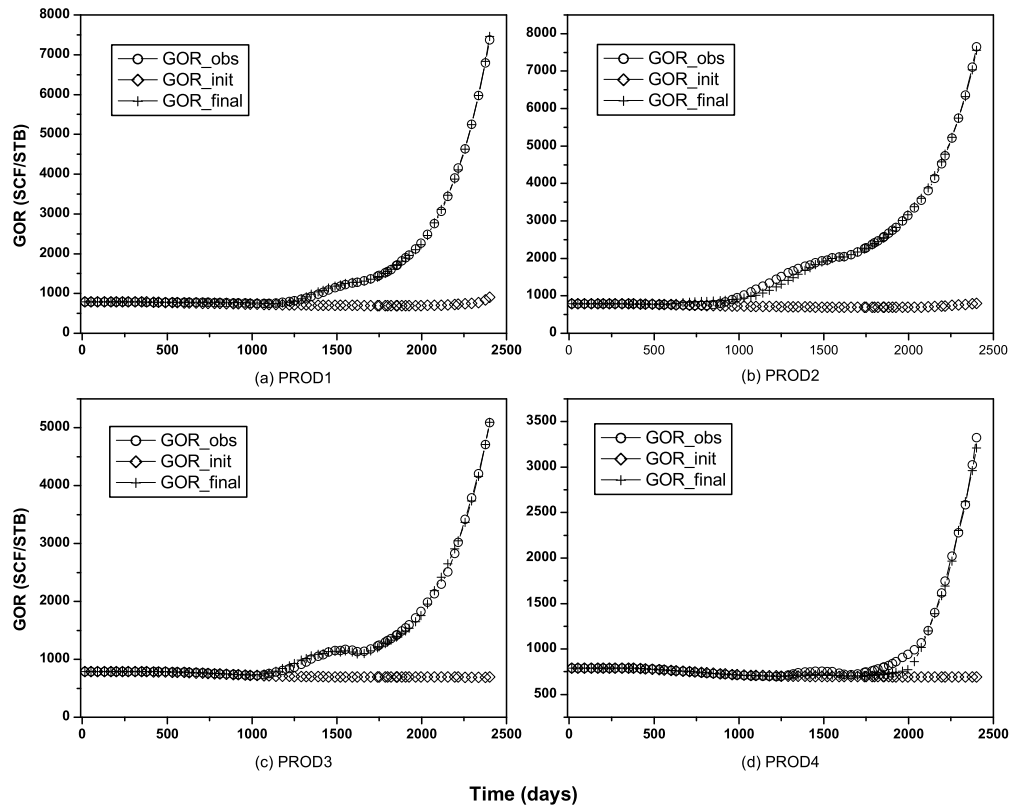 GOR (SCF/STB)
8000
7000
6000
5000
4000
3000
2000
1000
0
GOR_obs
GOR_init
GOR_final
0 500 1000 1500 2000 2500
(a) PROD1
8000
7000
6000
5000
4000
3000
2000
1000
0
GOR_obs
GOR_init
GOR_final
0 500 1000 1500 2000 2500
(b) PROD2
GOR (SCF/STB)
5000
4000
3000
2000
1000
0
GOR_obs
GOR_init
GOR_final
0 500 1000 1500 2000 2500
(c) PROD3
3500
3000
2500
2000
1500
1000
500
GOR_obs
GOR_init
GOR_final
0 500 1000 1500 2000 2500
(d) PROD4
Time (days)